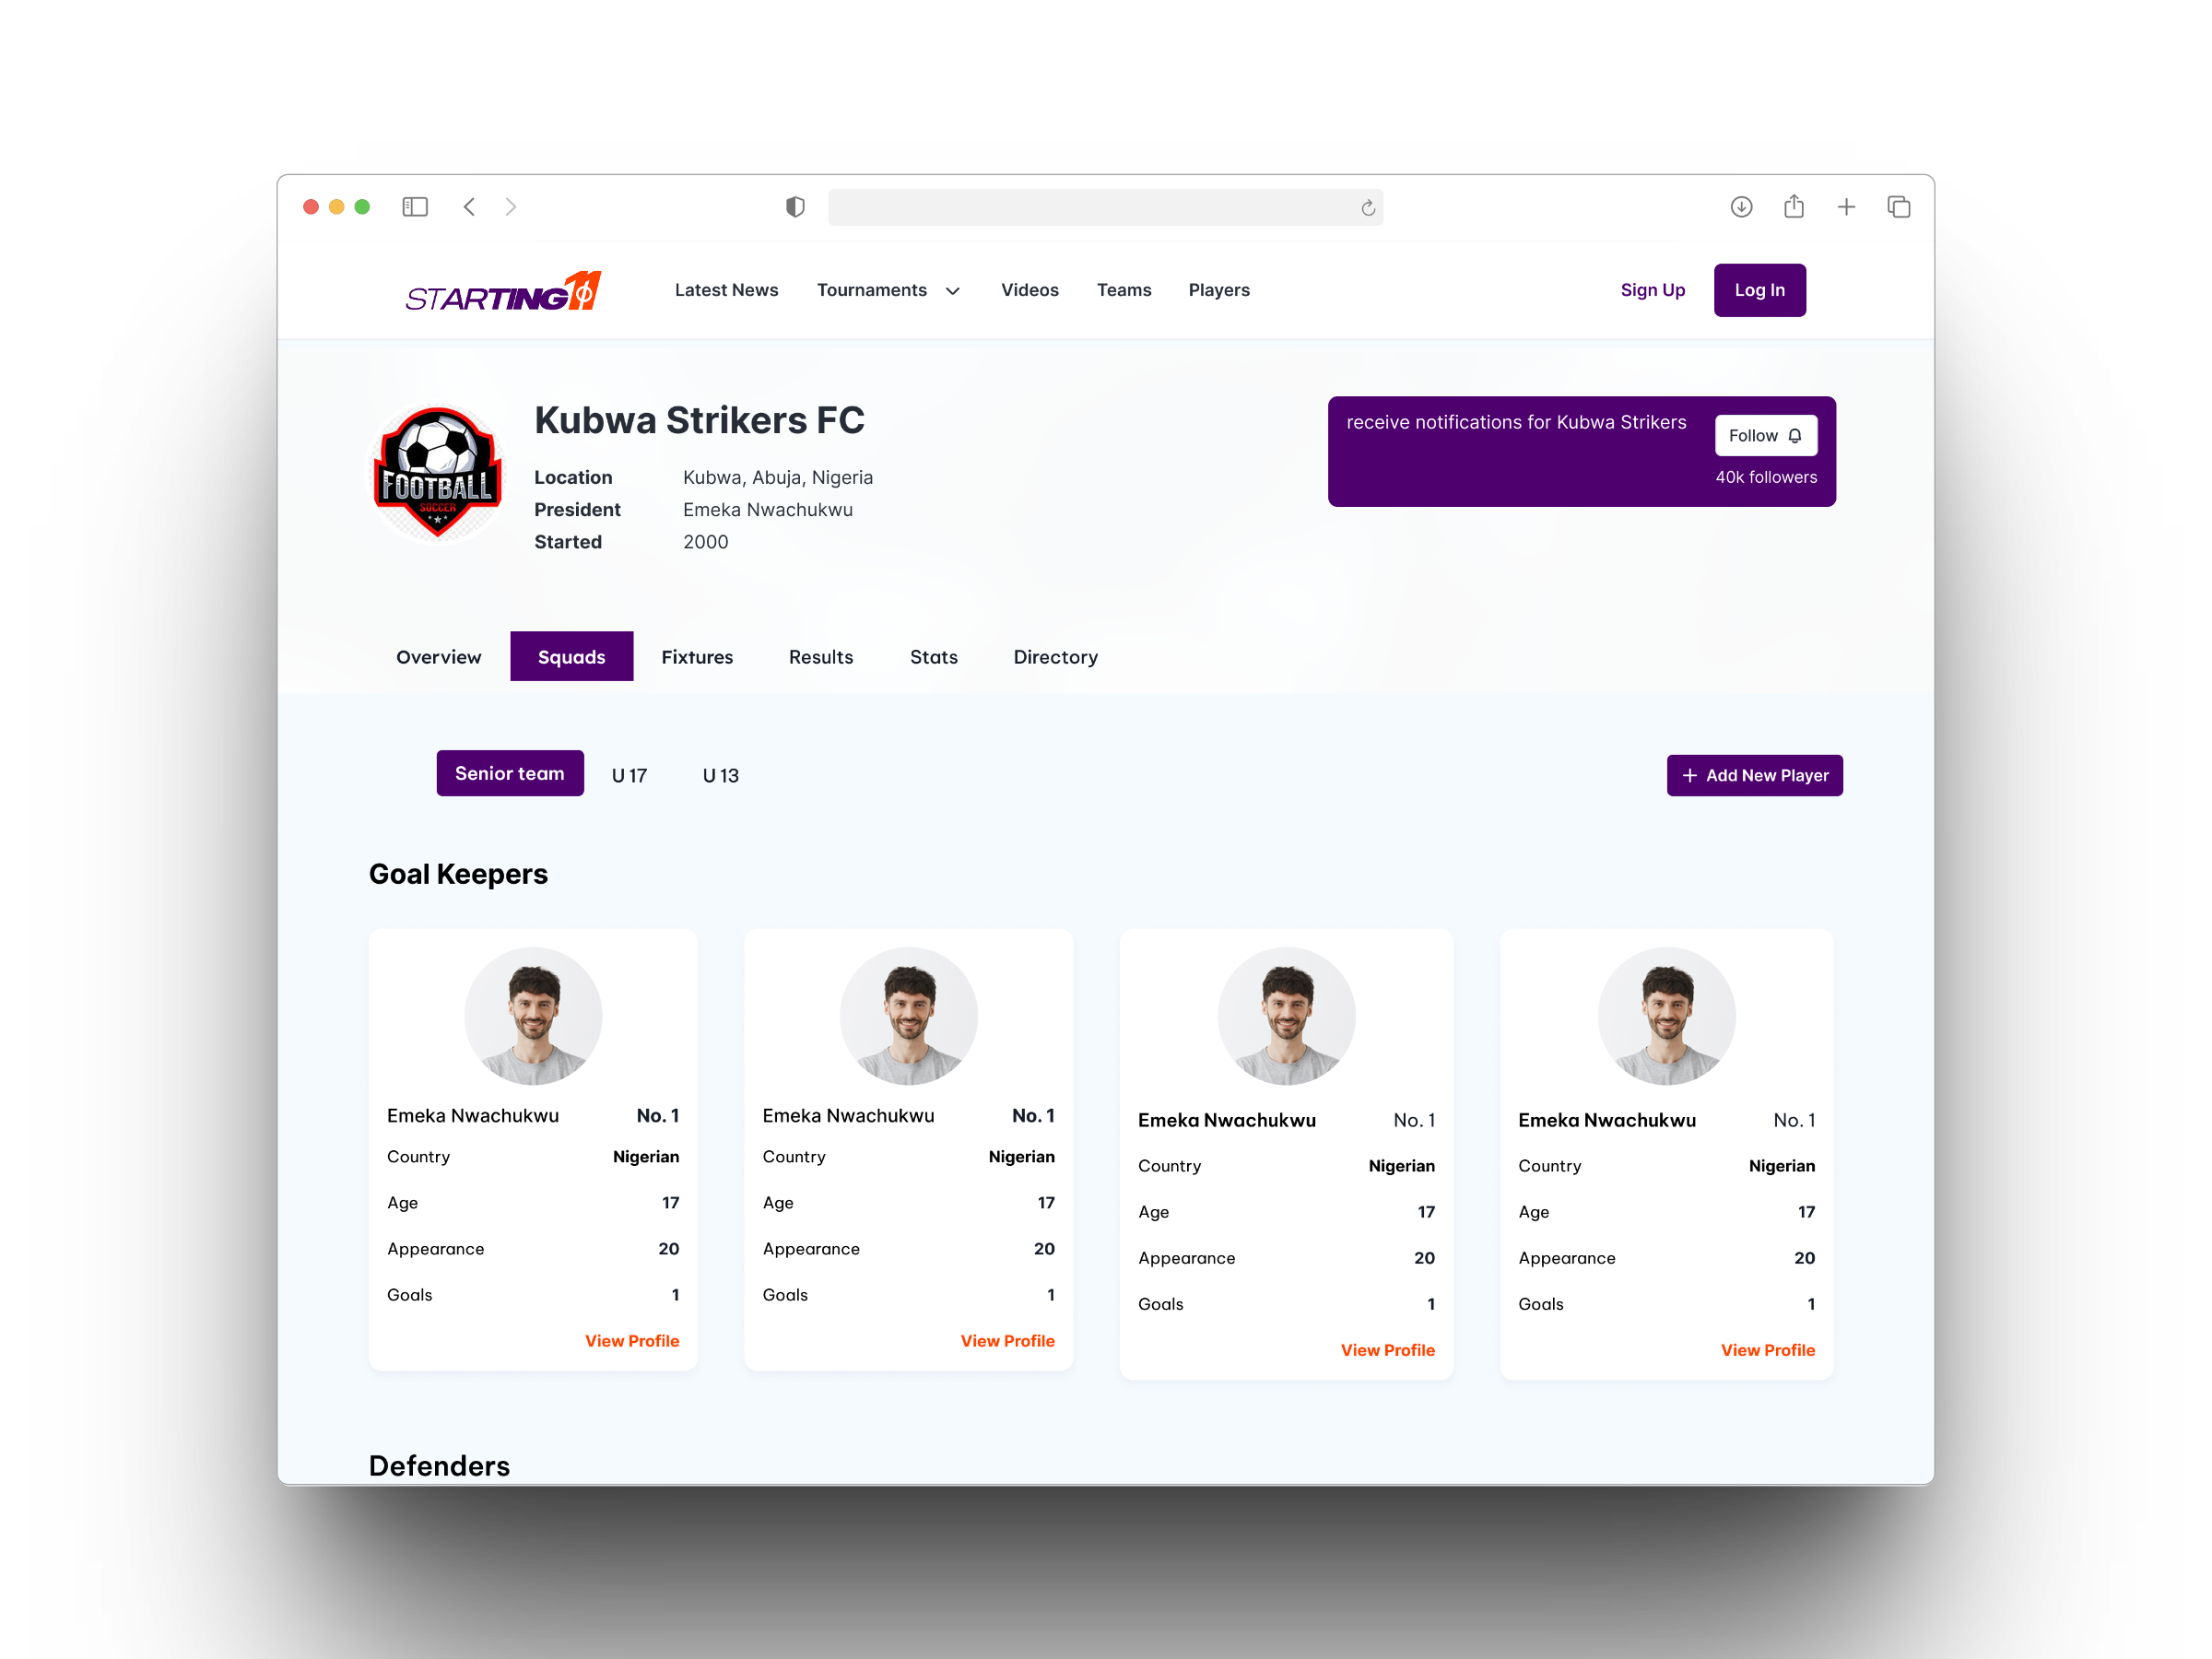 STARTING11
Latest News
Tournaments
Videos
Teams
Players
Sign Up
Log In
FOOTBALL
SOCCER
Kubwa Strikers FC
Location Kubwa, Abuja, Nigeria
President Emeka Nwachukwu
Started 2000
receive notifications for Kubwa Strikers
Follow
40k followers
Overview
Squads
Fixtures
Results
Stats
Directory
Senior team
U 17
U 13
+ Add New Player
Goal Keepers
Emeka Nwachukwu No. 1
Country Nigerian
Age 17
Appearance 20
Goals 1
View Profile
Emeka Nwachukwu No. 1
Country Nigerian
Age 17
Appearance 20
Goals 1
View Profile
Emeka Nwachukwu No. 1
Country Nigerian
Age 17
Appearance 20
Goals 1
View Profile
Emeka Nwachukwu No. 1
Country Nigerian
Age 17
Appearance 20
Goals 1
View Profile
Defenders